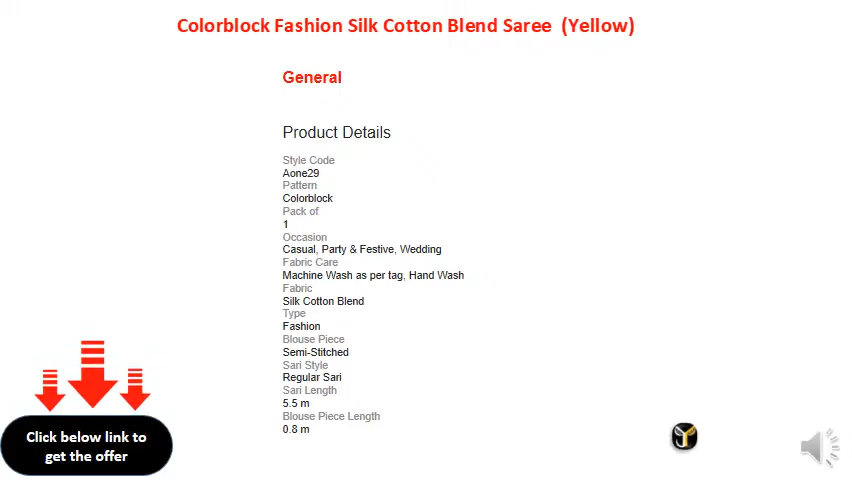 Colorblock Fashion Silk Cotton Blend Saree  (Yellow)
General
Product Details
Style Code
Aone29
Pattern
Colorblock
Pack of
1
Occasion
Casual, Party & Festive, Wedding
Fabric Care
Machine Wash as per tag, Hand Wash
Fabric
Silk Cotton Blend
Type
Fashion
Blouse Piece
Semi-Stitched
Sari Style
Regular Sari
Sari Length
5.5 m
Blouse Piece Length
0.8 m
Click below link to
get the offer